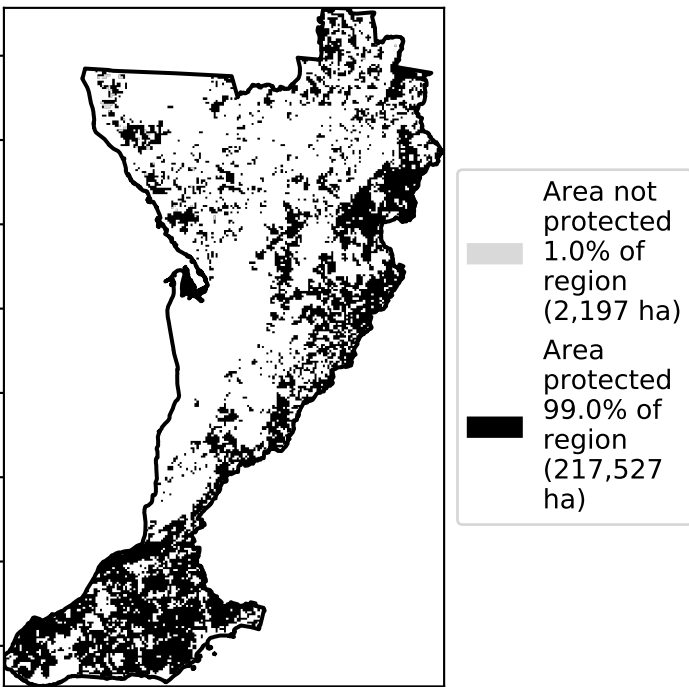 Area not
protected
1.0% of
region
(2,197 ha)
Area
protected
99.0% of
region
(217,527
ha)